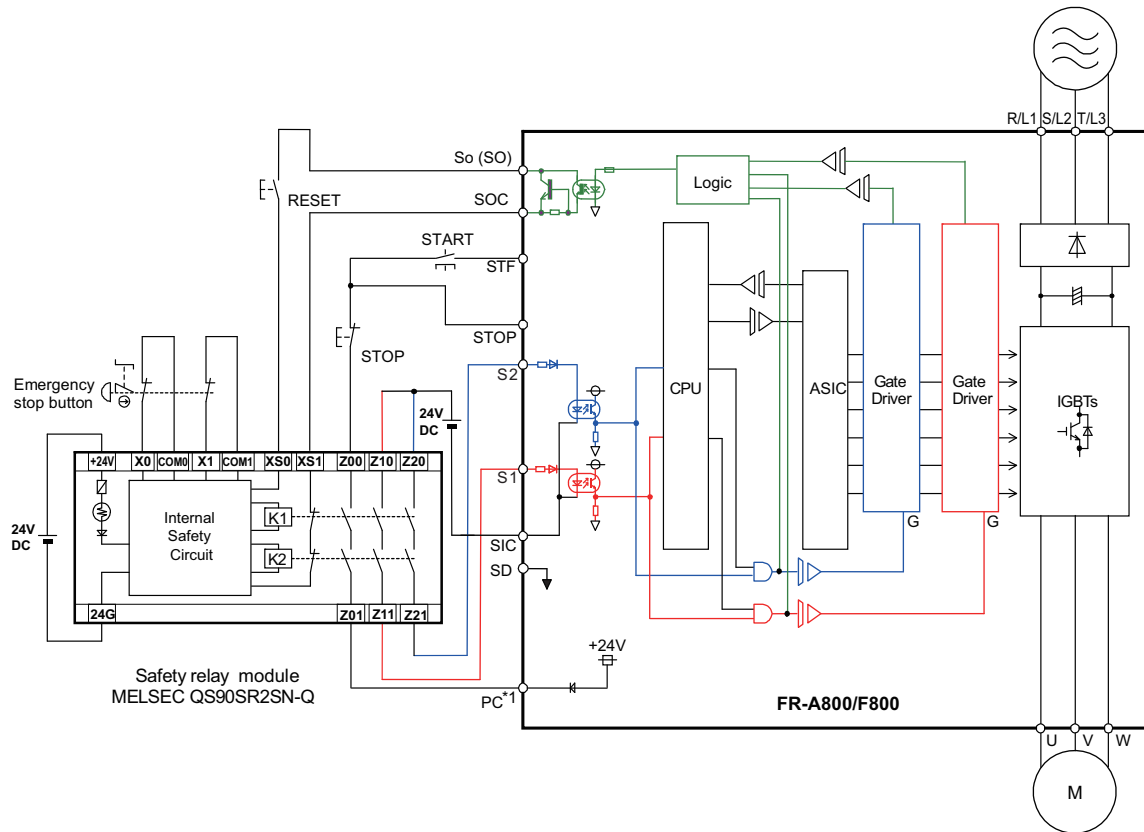 R/L1 S/L2 T/L3
So (SO)
RESET
SOC
Logic
START
STF
STOP
STOP
S2
CPU
ASIC
Gate
Driver
Gate
Driver
IGBTs
Emergency
stop button
24V
DC
+24V
X0
COM0
X1
COM1
XS0
XS1
Z00
Z10
Z20
S1
24V
DC
Internal
Safety
Circuit
K1
K2
G
G
SIC
SD
24G
Z01
Z11
Z21
+24V
Safety relay module
MELSEC QS90SR2SN-Q
PC*1
FR-A800/F800
U
V
W
M